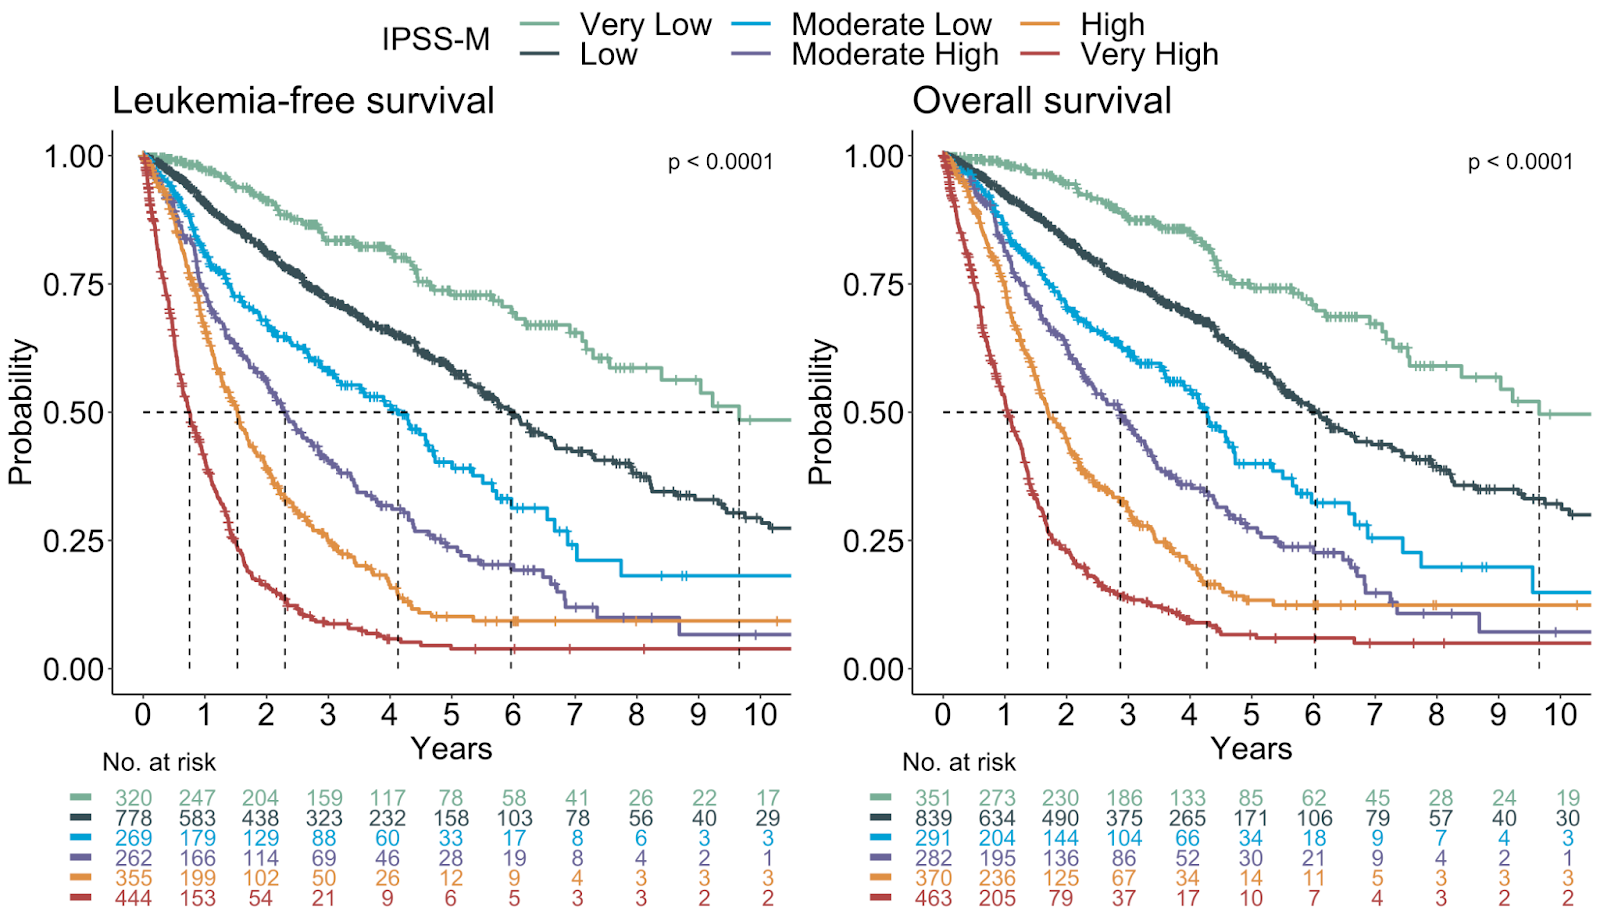 IPSS-M
Very Low Moderate Low High
Low Moderate High Very High
Leukemia-free survival
p < 0.0001
Probability
1.00
0.75
0.50
0.25
0.00
0 1 2 3 4 5 6 7 8 9 10
Years
No. at risk
320 247 204 159 117 78 58 41 26 22 17
778 583 438 323 232 158 103 78 56 40 29
269 179 129 88 60 33 17 8 6 3 3
262 166 114 69 46 28 19 8 4 2 1
355 199 102 50 26 12 9 4 3 3 3
444 153 54 21 9 6 5 3 3 2 2
Overall survival
p < 0.0001
Probability
1.00
0.75
0.50
0.25
0.00
0 1 2 3 4 5 6 7 8 9 10
Years
No. at risk
351 273 230 186 133 85 62 45 28 24 19
839 634 490 375 265 171 106 79 57 40 30
291 204 144 104 66 34 18 9 7 4 3
282 195 136 86 52 30 21 9 4 2 1
370 236 125 67 34 14 11 5 3 3 3
463 205 79 37 17 10 7 4 3 2 2